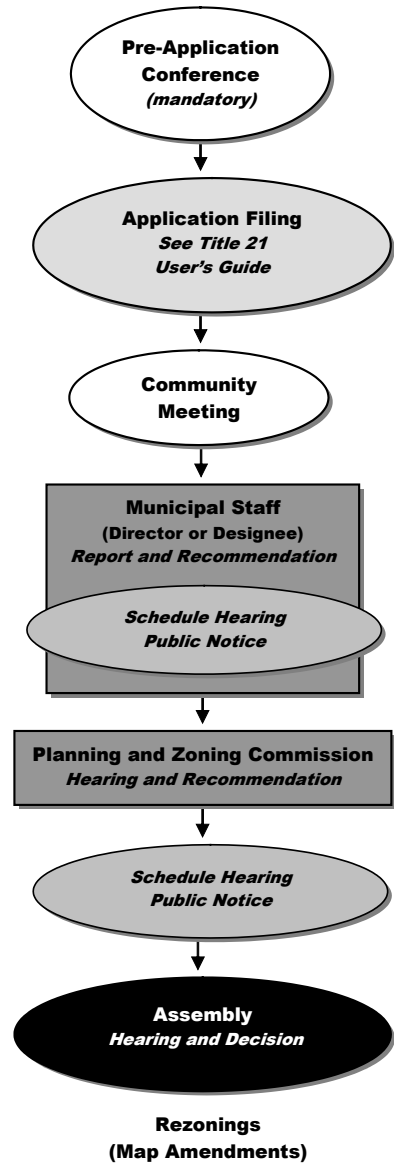 Pre-Application
Conference
(mandatory)
Application Filing
See Title 21
User's Guide
Community
Meeting
Municipal Staff
(Director or Designee)
Report and Recommendation
Schedule Hearing
Public Notice
Planning and Zoning Commission
Hearing and Recommendation
Schedule Hearing
Public Notice
Assembly
Hearing and Decision
Rezonings
(Map Amendments)